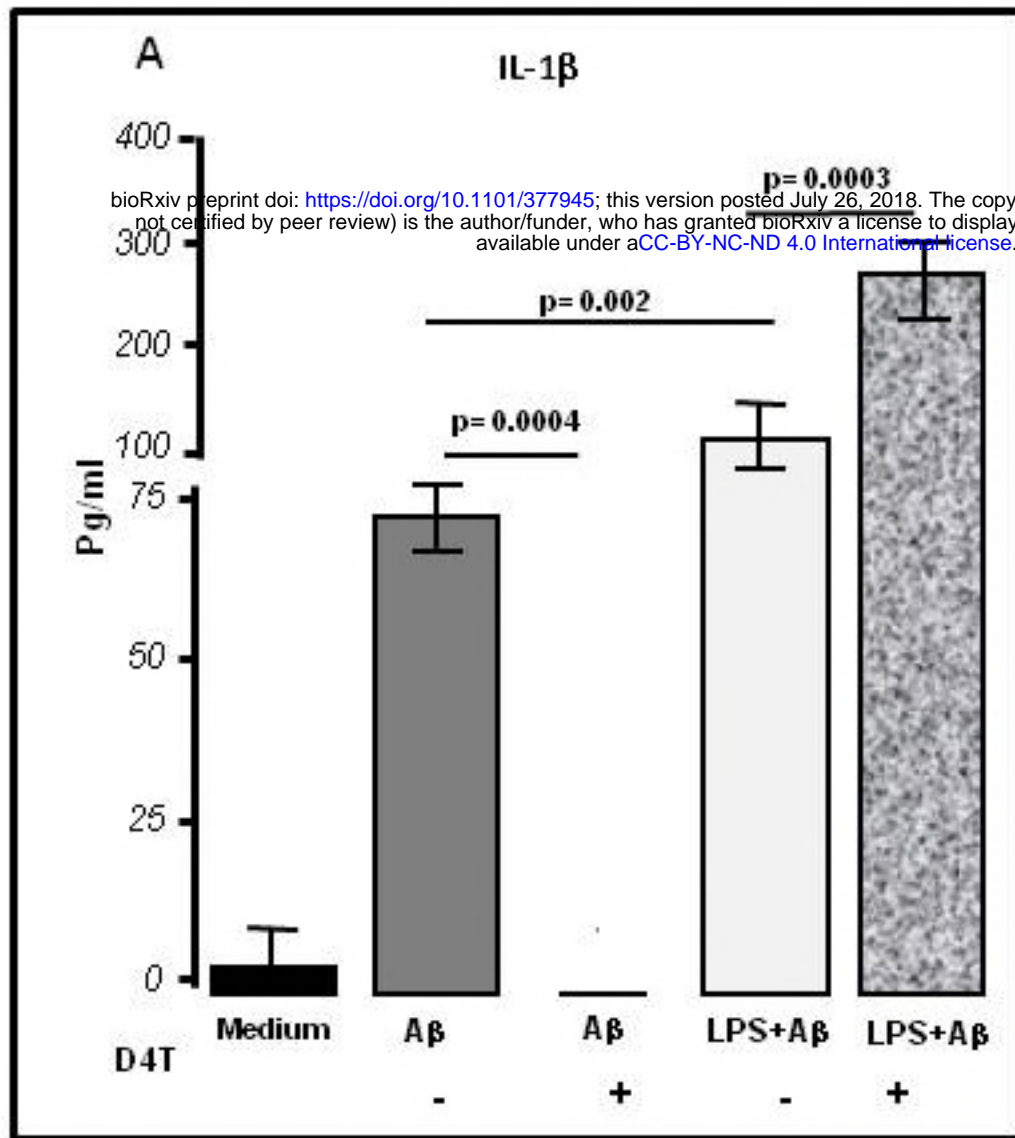 A
IL-1β
400
p= 0.0003
bioRxiv preprint doi: https://doi.org/10.1101/377945; this version posted July 26, 2018. The copy
not certified by peer review) is the author/funder, who has granted bioRxiv a license to display
available under aCC-BY-NC-ND 4.0 International license.
300
p= 0.002
200
p= 0.0004
100
Pg/ml
75
50
25
0
Medium Aβ Aβ LPS+Aβ LPS+Aβ
D4T
- + - +